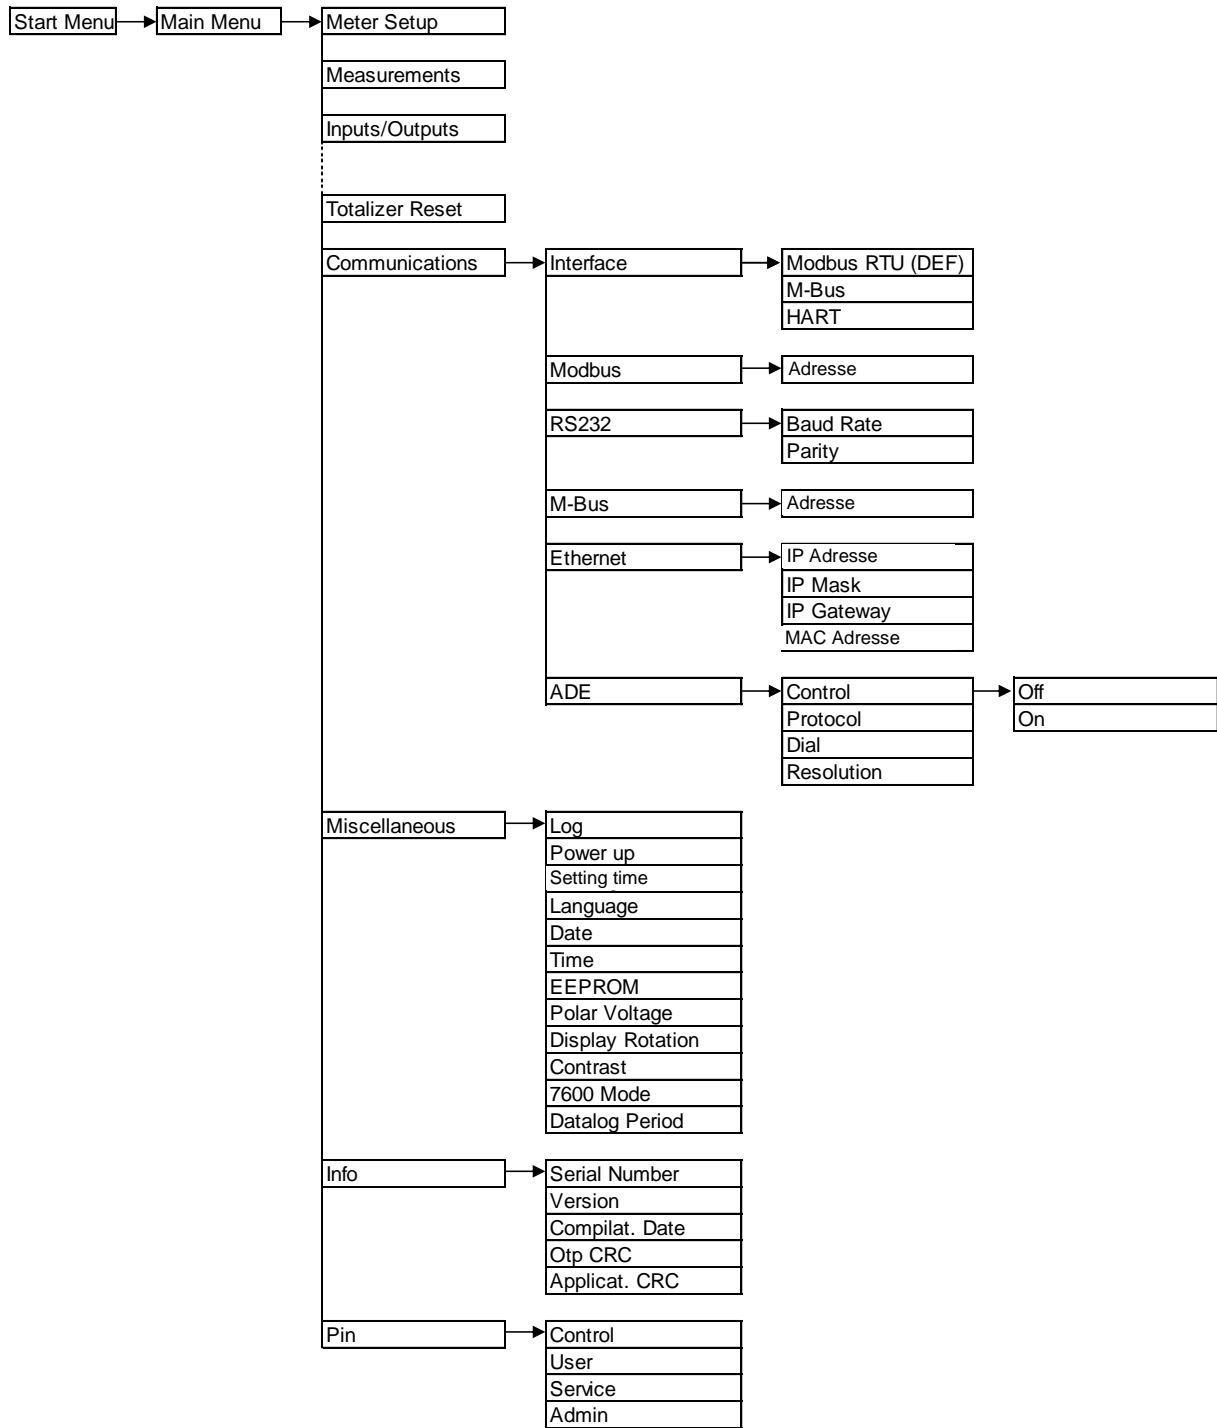 Start Menu
Main Menu
Meter Setup
Measurements
Inputs/Outputs
Totalizer Reset
Communications
Interface
Modbus RTU (DEF)
M-Bus
HART
Modbus
Adresse
RS232
Baud Rate
Parity
M-Bus
Adresse
Ethernet
IP Adresse
IP Mask
IP Gateway
MAC Adresse
ADE
Control
Off
Protocol
On
Dial
Resolution
Miscellaneous
Log
Power up
Setting time
Language
Date
Time
EEPROM
Polar Voltage
Display Rotation
Contrast
7600 Mode
Datalog Period
Info
Serial Number
Version
Compilat. Date
Otp CRC
Applicat. CRC
Pin
Control
User
Service
Admin